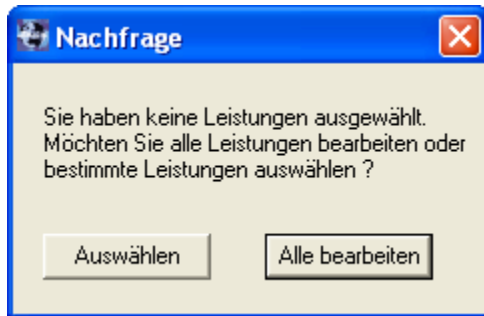 Nachfrage
Sie haben keine Leistungen ausgewählt.
Möchten Sie alle Leistungen bearbeiten oder
bestimmte Leistungen auswählen ?
Auswählen
Alle bearbeiten